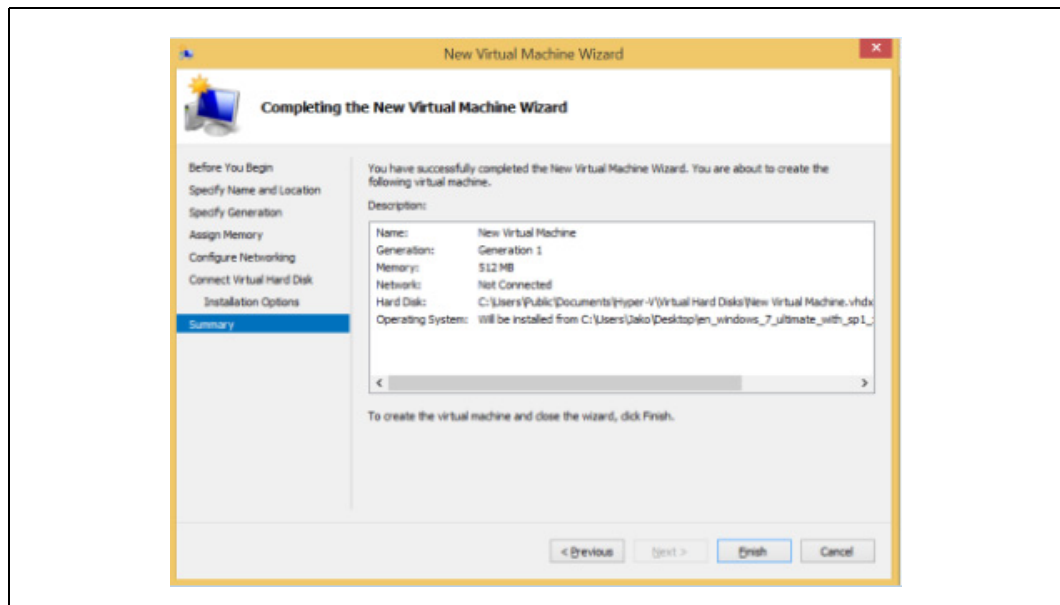 New Virtual Machine Wizard
Completing the New Virtual Machine Wizard
Before You Begin
Specify Name and Location
Specify Generation
Assign Memory
Configure Networking
Connect Virtual Hard Disk
Installation Options
Summary
You have successfully completed the New Virtual Machine Wizard. You are about to create the
following virtual machine.
Description:
Name: New Virtual Machine
Generation: Generation 1
Memory: 512 MB
Network: Not Connected
Hard Disk: C:\Users\Public\Documents\Hyper-V\Virtual Hard Disks\New Virtual Machine.vhdx
Operating System: Will be installed from C:\Users\Jako\Desktop\en_windows_7_ultimate_with_sp1_
To create the virtual machine and close the wizard, click Finish.
< Previous
Next >
Finish
Cancel